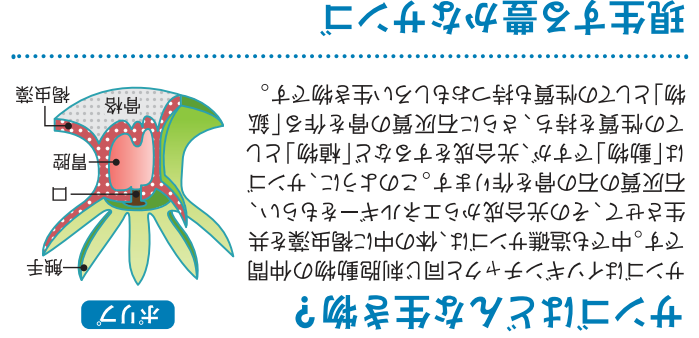 サンゴはどんな生き物?
サンゴはイソギンチャクと同じ刺胞動物の仲間
です。中でも造礁サンゴは、体の中に褐虫藻を共
生させて、その光合成からエネルギーをもらい、
石灰質の石の骨を作ります。このように、サンゴ
は「動物」ですが、光合成をするなど「植物」とし
ての性質を持ち、さらに石灰質の骨を作る「鉱
物」としての性質も持つおもしろい生き物です。
ポリプ
触手
口
胃腔
骨格
褐虫藻
現生する豊かなサンゴ